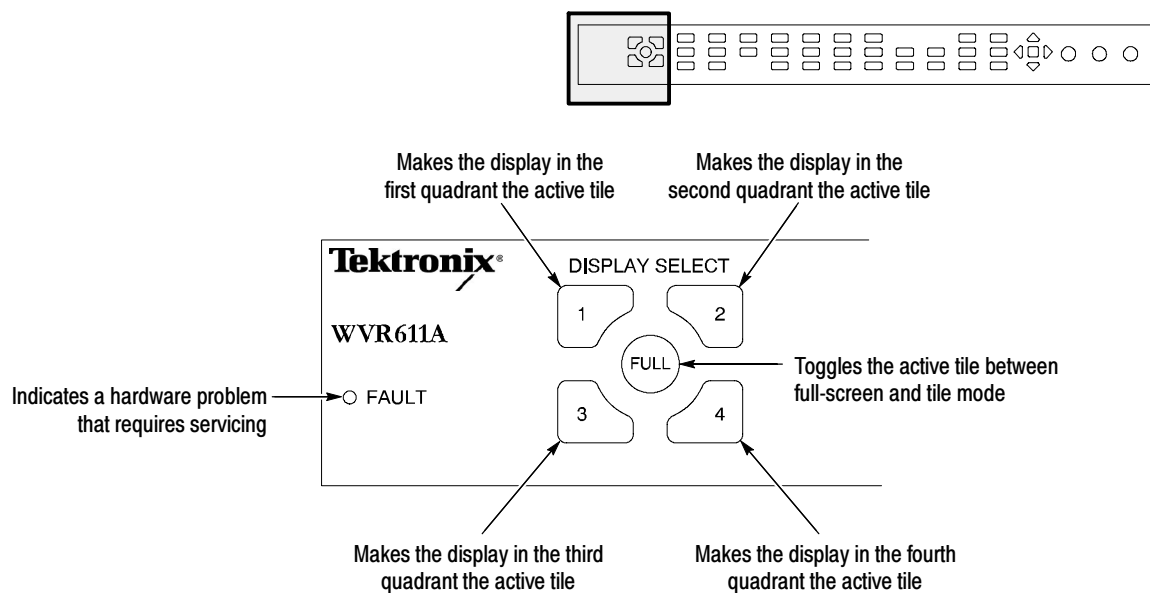 Makes the display in the
first quadrant the active tile
Makes the display in the
second quadrant the active tile
Tektronix®
DISPLAY SELECT
1
2
WVR611A
FULL
Toggles the active tile between
full-screen and tile mode
Indicates a hardware problem
that requires servicing
FAULT
3
4
Makes the display in the third
quadrant the active tile
Makes the display in the fourth
quadrant the active tile